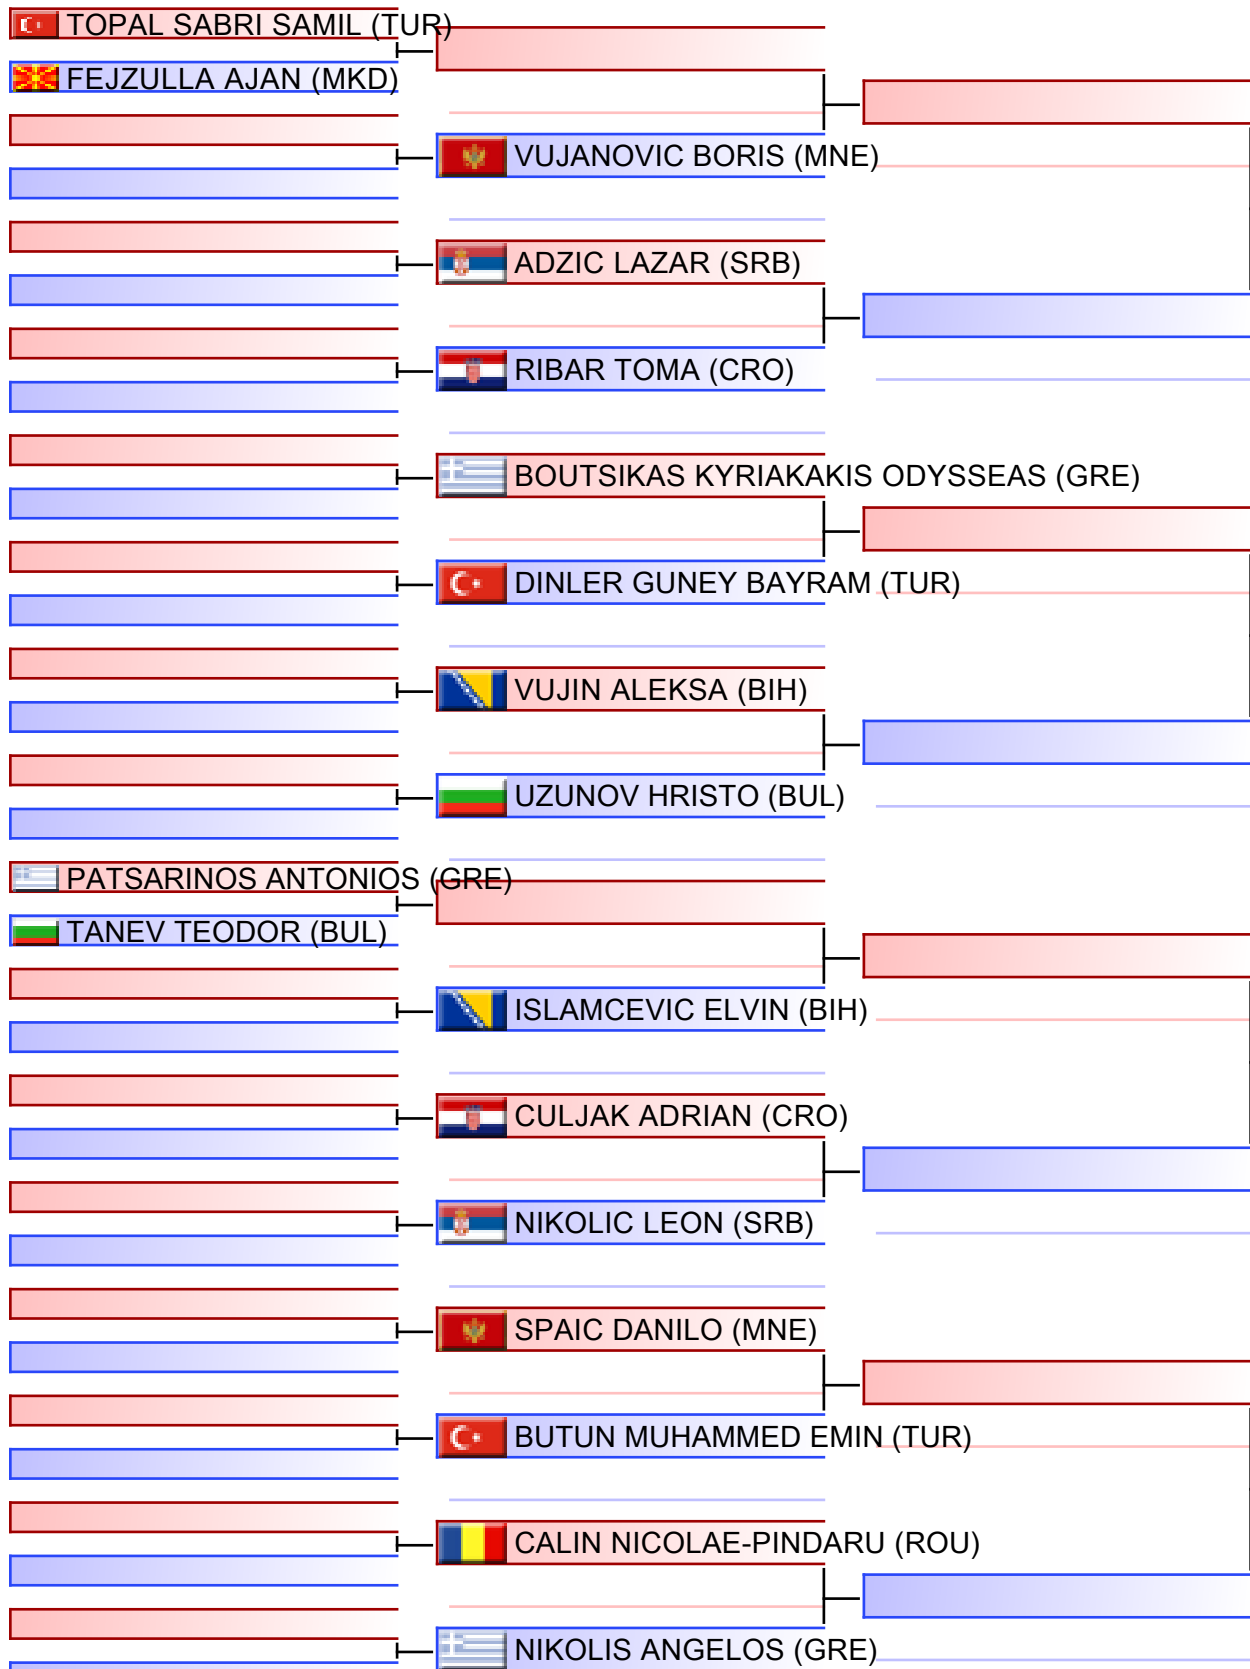 TOPAL SABRI SAMIL (TUR)
FEJZULLA AJAN (MKD)
VUJANOVIC BORIS (MNE)
ADZIC LAZAR (SRB)
RIBAR TOMA (CRO)
BOUTSIKAS KYRIAKAKIS ODYSSEAS (GRE)
DINLER GUNEY BAYRAM (TUR)
VUJIN ALEKSA (BIH)
UZUNOV HRISTO (BUL)
PATSARINOS ANTONIOS (GRE)
TANEV TEODOR (BUL)
ISLAMCEVIC ELVIN (BIH)
CULJAK ADRIAN (CRO)
NIKOLIC LEON (SRB)
SPAIC DANILO (MNE)
BUTUN MUHAMMED EMIN (TUR)
CALIN NICOLAE-PINDARU (ROU)
NIKOLIS ANGELOS (GRE)